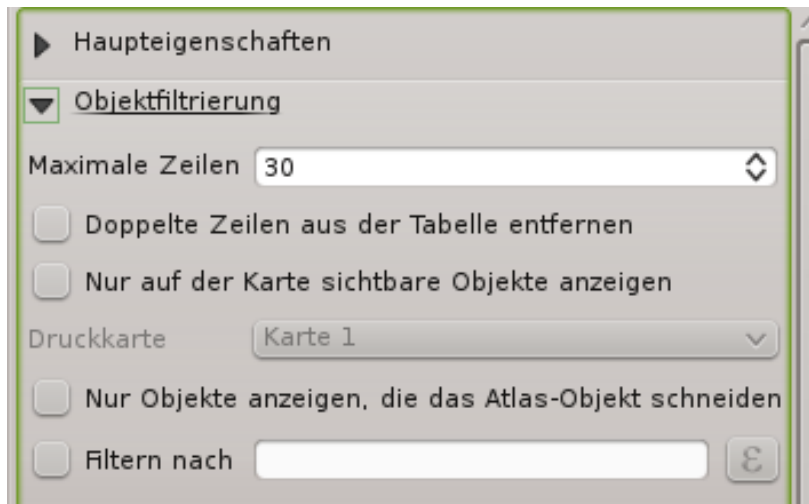 Haupteigenschaften
Objektfiltrierung
Maximale Zeilen 30
Doppelte Zeilen aus der Tabelle entfernen
Nur auf der Karte sichtbare Objekte anzeigen
Druckkarte Karte 1
Nur Objekte anzeigen, die das Atlas-Objekt schneiden
Filtern nach ε